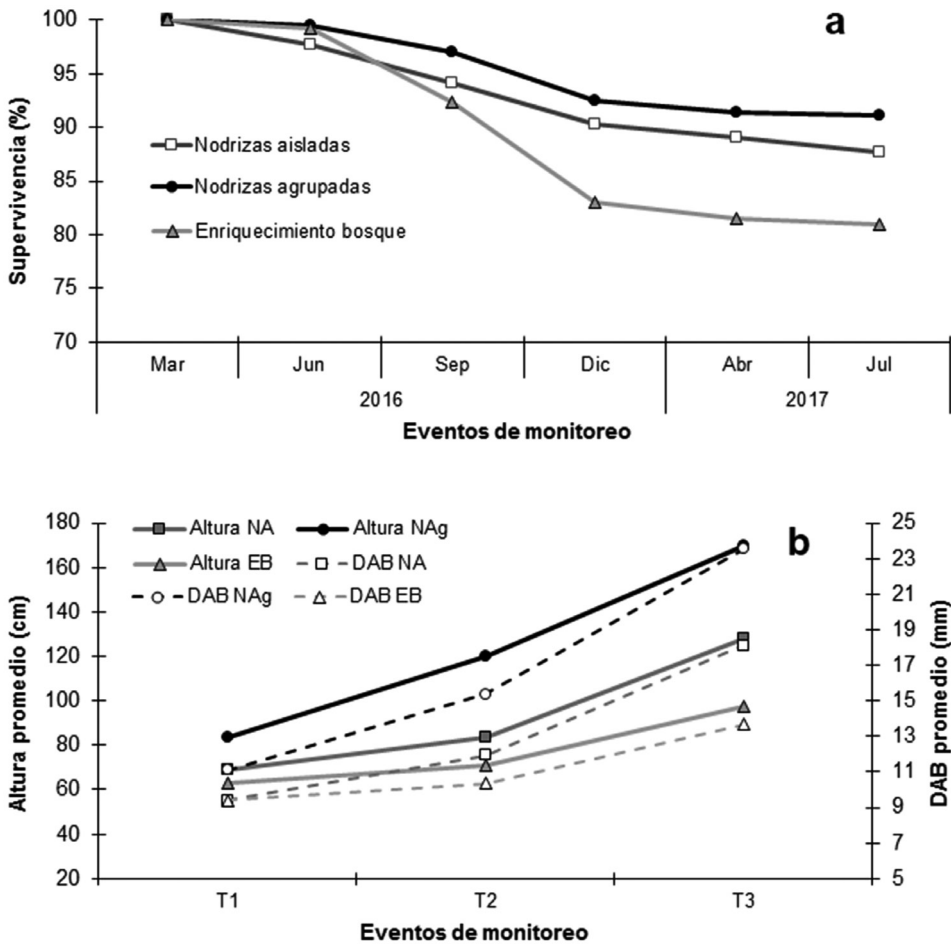 a
Supervivencia (%)
100
95
90
85
80
75
70
Nodrizas aisladas
Nodrizas agrupadas
Enriquecimiento bosque
Mar Jun Sep Dic Abr Jul
2016 2017
Eventos de monitoreo
b
Altura promedio (cm)
180
160
140
120
100
80
60
40
20
Altura NA Altura NAg
Altura EB DAB NA
DAB NAg DAB EB
25
23
21
19
17
15
13
11
9
7
5
DAB promedio (mm)
T1 T2 T3
Eventos de monitoreo